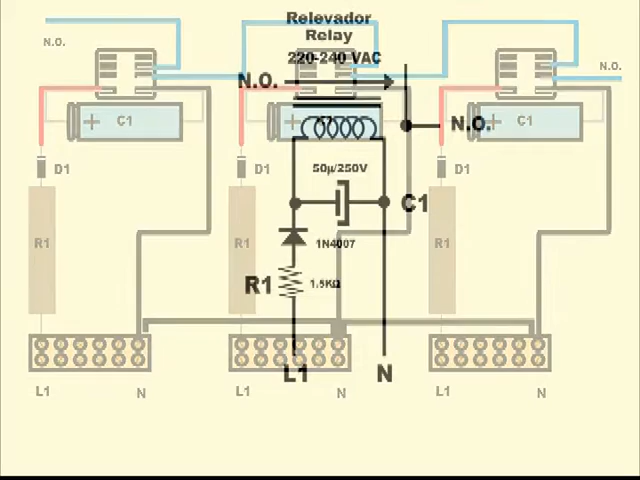 Relevador
Relay
220-240 VAC
N.O.
N.O.
N.O.
N.O.
C1
C1
50µ/250V
D1
D1
D1
C1
R1
R1
R1
1N4007
R1
1.5KΩ
L1
N
L1
N
L1
N
L1
N